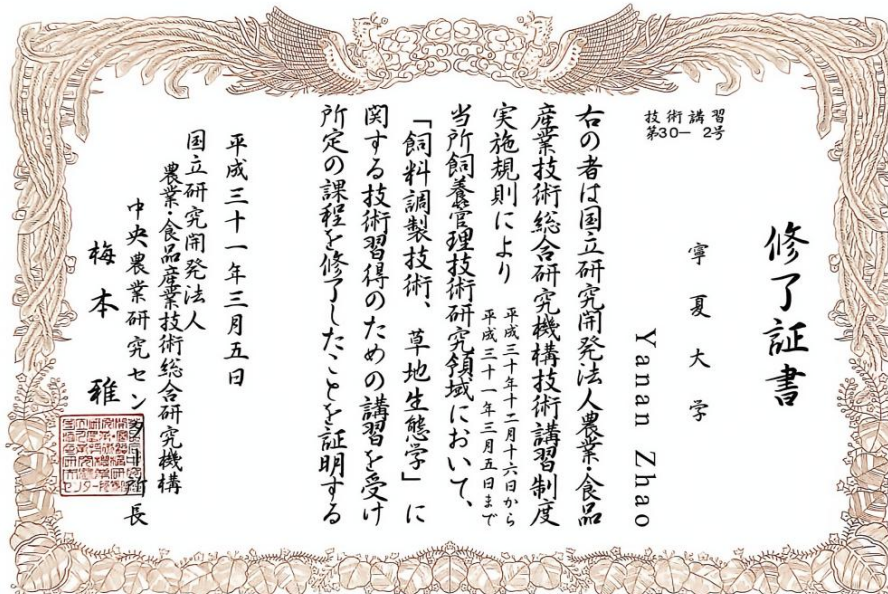 修了証書
技術講習
第30－ 2号
寧夏大学
Yanan Zhao
右の者は国立研究開発法人農業・食品
産業技術総合研究機構技術講習制度
実施規則により
平成三十年十二月十六日から
平成三十一年三月五日まで
当所飼養管理技術研究領域において、
「飼料調製技術、草地生態学」に
関する技術習得のための講習を受け
所定の課程を修了したことを証明する
平成三十一年三月五日
国立研究開発法人
農業・食品産業技術総合研究機構
中央農業研究センター所長
梅本雅